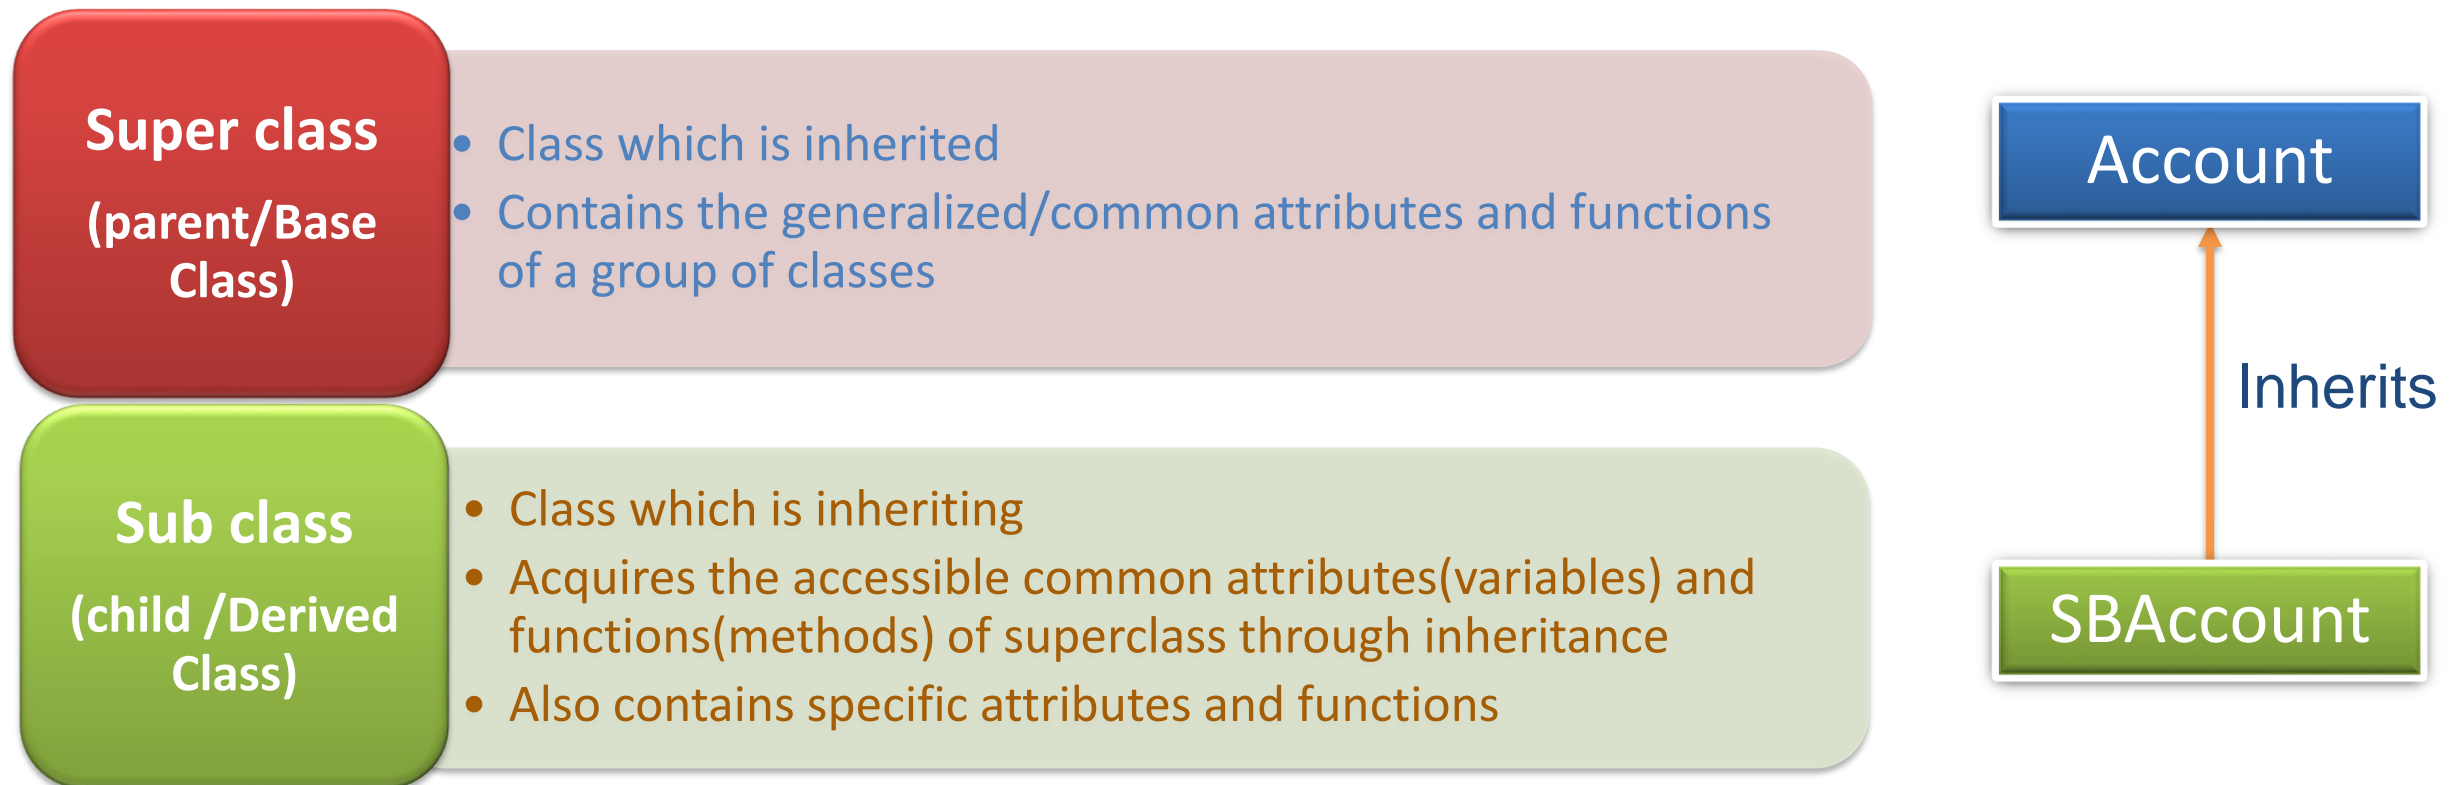 Super class
(parent/Base
Class)
• Class which is inherited
• Contains the generalized/common attributes and functions
of a group of classes
Sub class
(child /Derived
Class)
• Class which is inheriting
• Acquires the accessible common attributes(variables) and
functions(methods) of superclass through inheritance
• Also contains specific attributes and functions
Account
Inherits
SBAccount